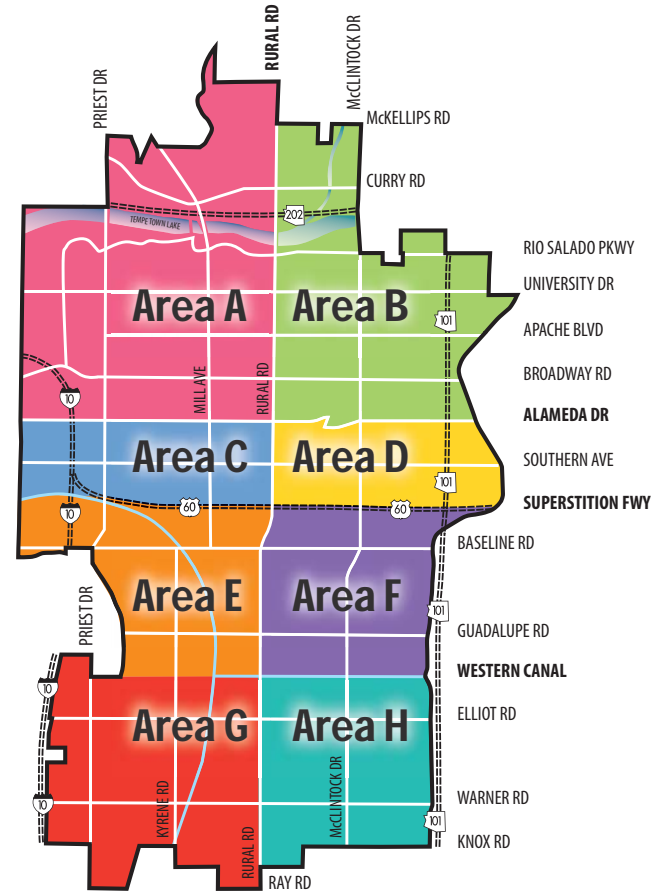 PRIEST DR
RURAL RD
McCLINTOCK DR
McKELLIPS RD
CURRY RD
202
TEMPE TOWN LAKE
RIO SALADO PKWY
UNIVERSITY DR
Area A
Area B
101
APACHE BLVD
MILL AVE
RURAL RD
BROADWAY RD
10
ALAMEDA DR
Area C
Area D
SOUTHERN AVE
101
60
60
SUPERSTITION FWY
10
BASELINE RD
Area E
Area F
PRIEST DR
101
GUADALUPE RD
WESTERN CANAL
10
Area G
Area H
ELLIOT RD
KYRENE RD
McCLINTOCK DR
WARNER RD
10
RURAL RD
101
KNOX RD
RAY RD